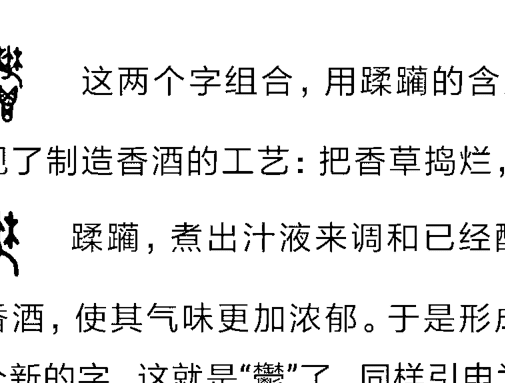 这两个字组合，用蹂躏的含
了制造香酒的工艺：把香草捣烂，
蹂躏，煮出汁液来调和已经
香酒，使其气味更加浓郁。于是形成
新的字，这就是“鬱”了，同样引申